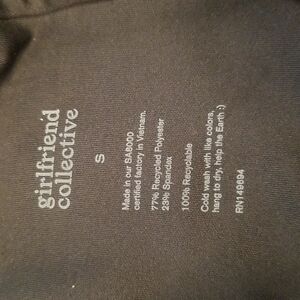 girlfriend
collective
S
Made in our SA8000
certified factory in Vietnam.
77% Recycled Polyester
23% Spandex
100% Recyclable
Cold wash with like colors,
hang to dry, help the Earth :)
RN149694